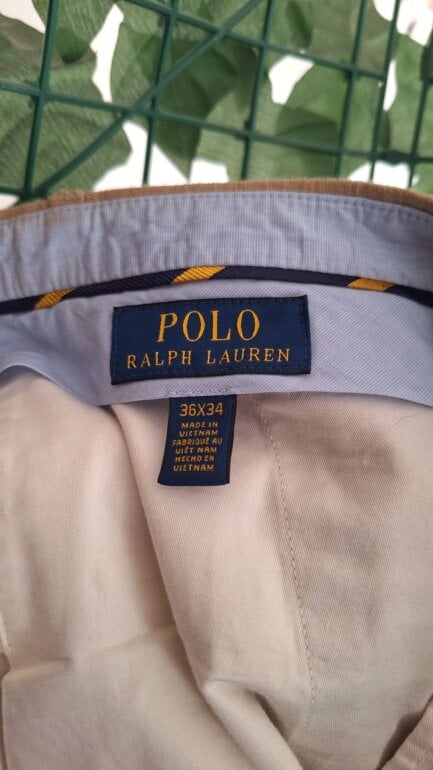 POLO
RALPH LAUREN
36X34
MADE IN
VIETNAM
FABRIQUÉ AU
VIÊT NAM
HECHO EN
VIETNAM